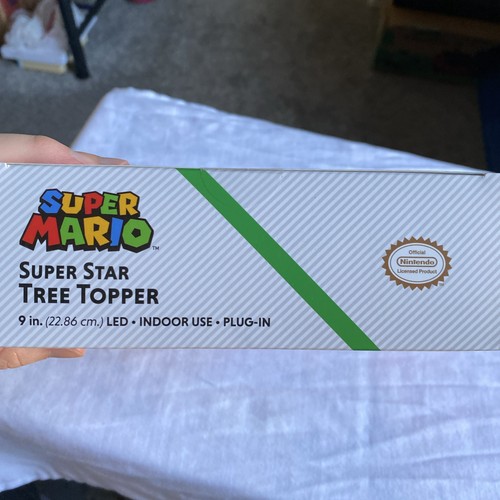 SUPER
MARIO™
SUPER STAR
TREE TOPPER
9 in. (22.86 cm.) LED • INDOOR USE • PLUG-IN
Official
Nintendo
Licensed Product